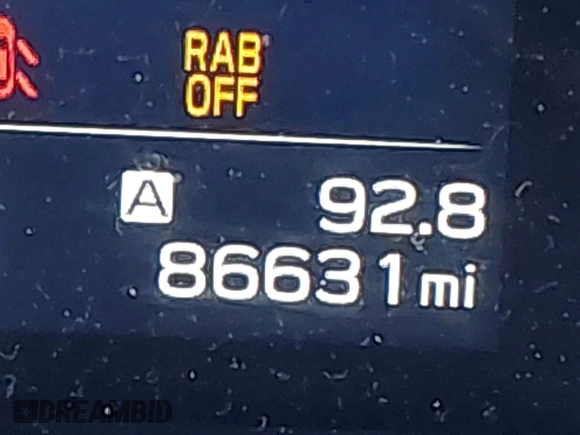 RAB
OFF
A 92.8
86631 mi
DREAMBID